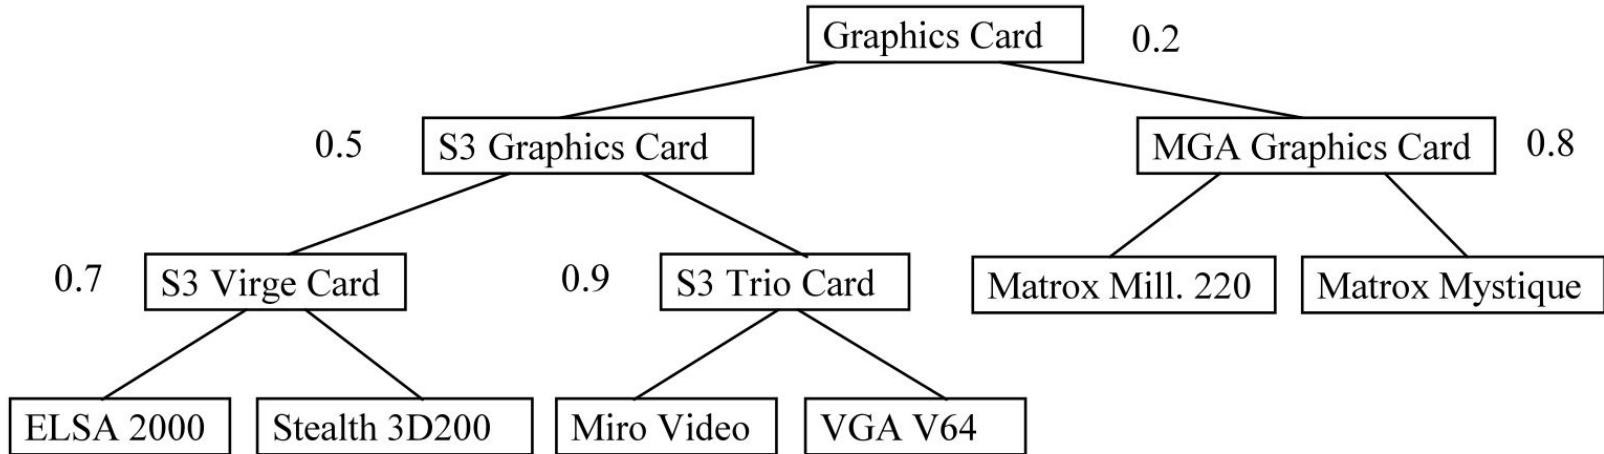 Graphics Card 0.2
0.5 S3 Graphics Card MGA Graphics Card 0.8
0.7 S3 Virge Card 0.9 S3 Trio Card Matrox Mill. 220 Matrox Mystique
ELSA 2000 Stealth 3D200 Miro Video VGA V64